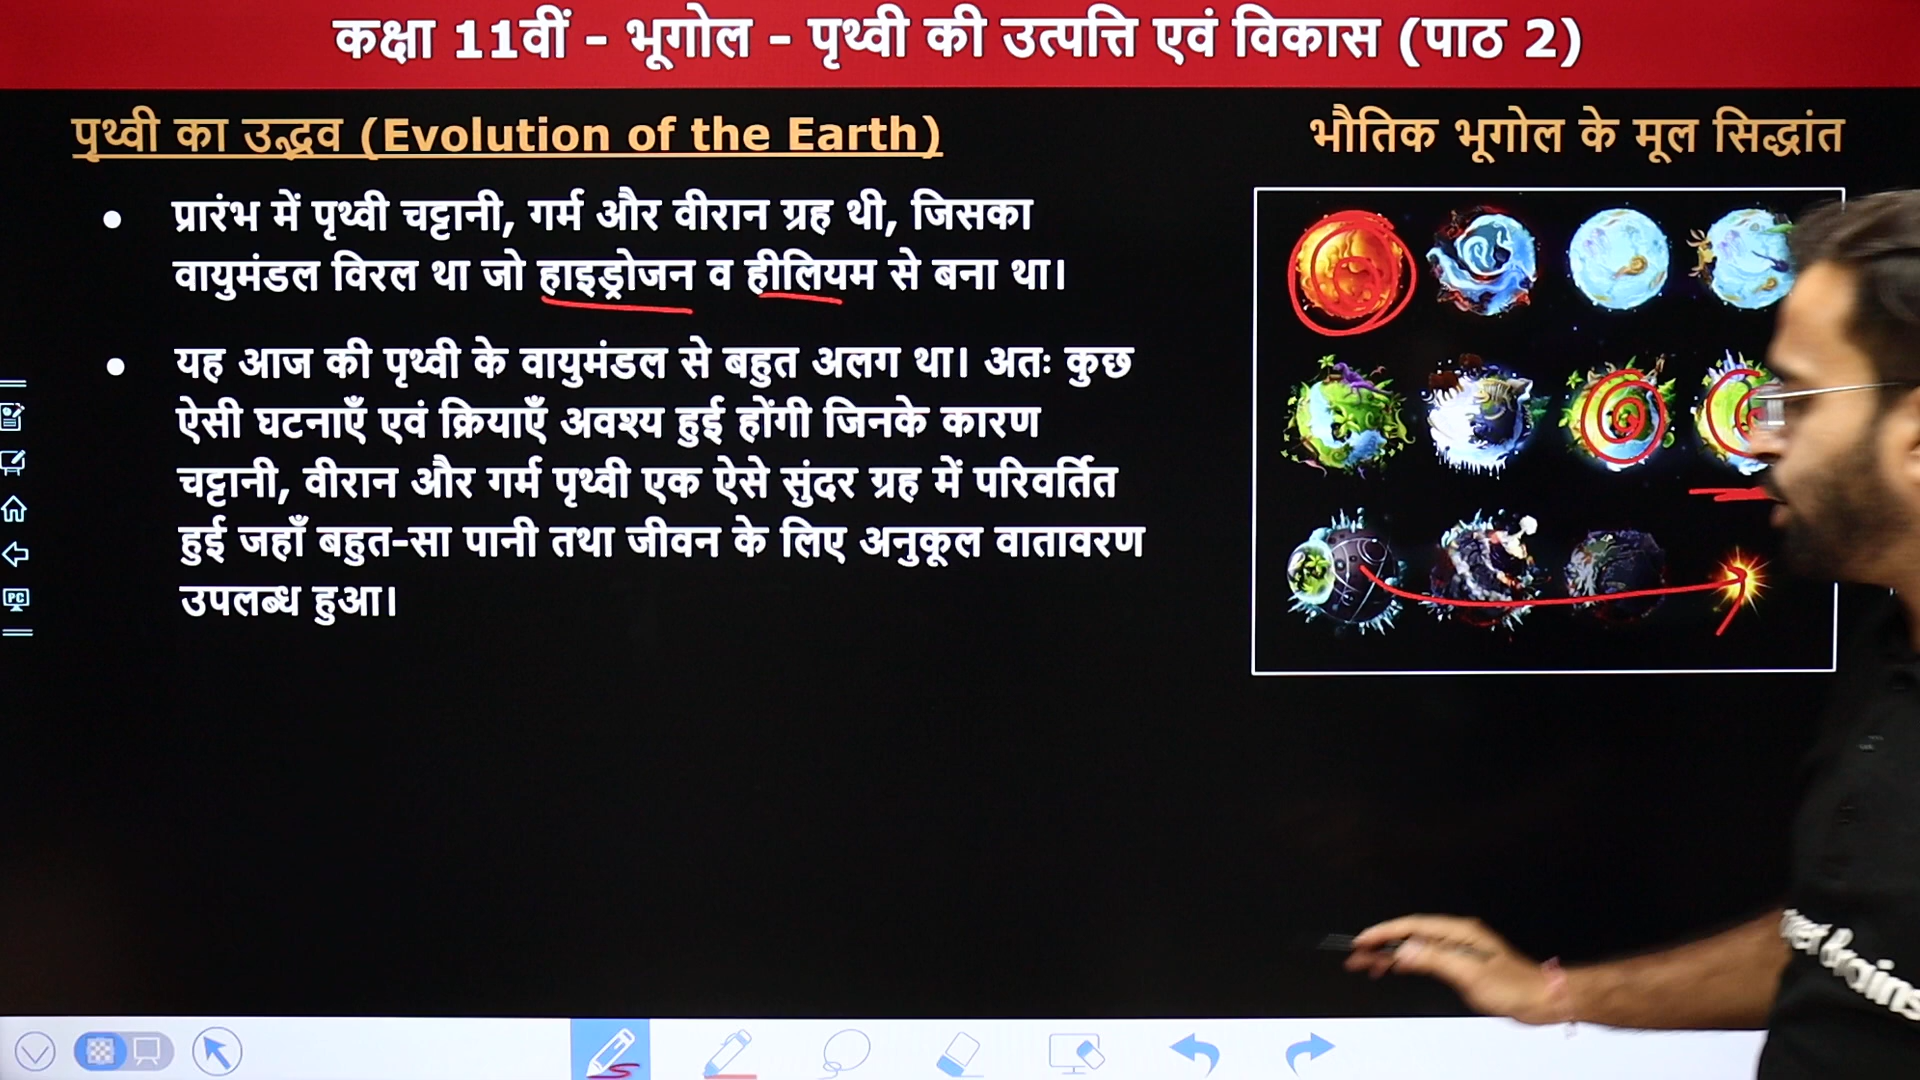 कक्षा 11वीं - भूगोल - पृथ्वी की उत्पत्ति एवं विकास (पाठ 2)
पृथ्वी का उद्भव (Evolution of the Earth)
भौतिक भूगोल के मूल सिद्धांत
• प्रारंभ में पृथ्वी चट्टानी, गर्म और वीरान ग्रह थी, जिसका
वायुमंडल विरल था जो हाइड्रोजन व हीलियम से बना था।
• यह आज की पृथ्वी के वायुमंडल से बहुत अलग था। अतः कुछ
ऐसी घटनाएँ एवं क्रियाएँ अवश्य हुई होंगी जिनके कारण
चट्टानी, वीरान और गर्म पृथ्वी एक ऐसे सुंदर ग्रह में परिवर्तित
हुई जहाँ बहुत-सा पानी तथा जीवन के लिए अनुकूल वातावरण
उपलब्ध हुआ।
PC